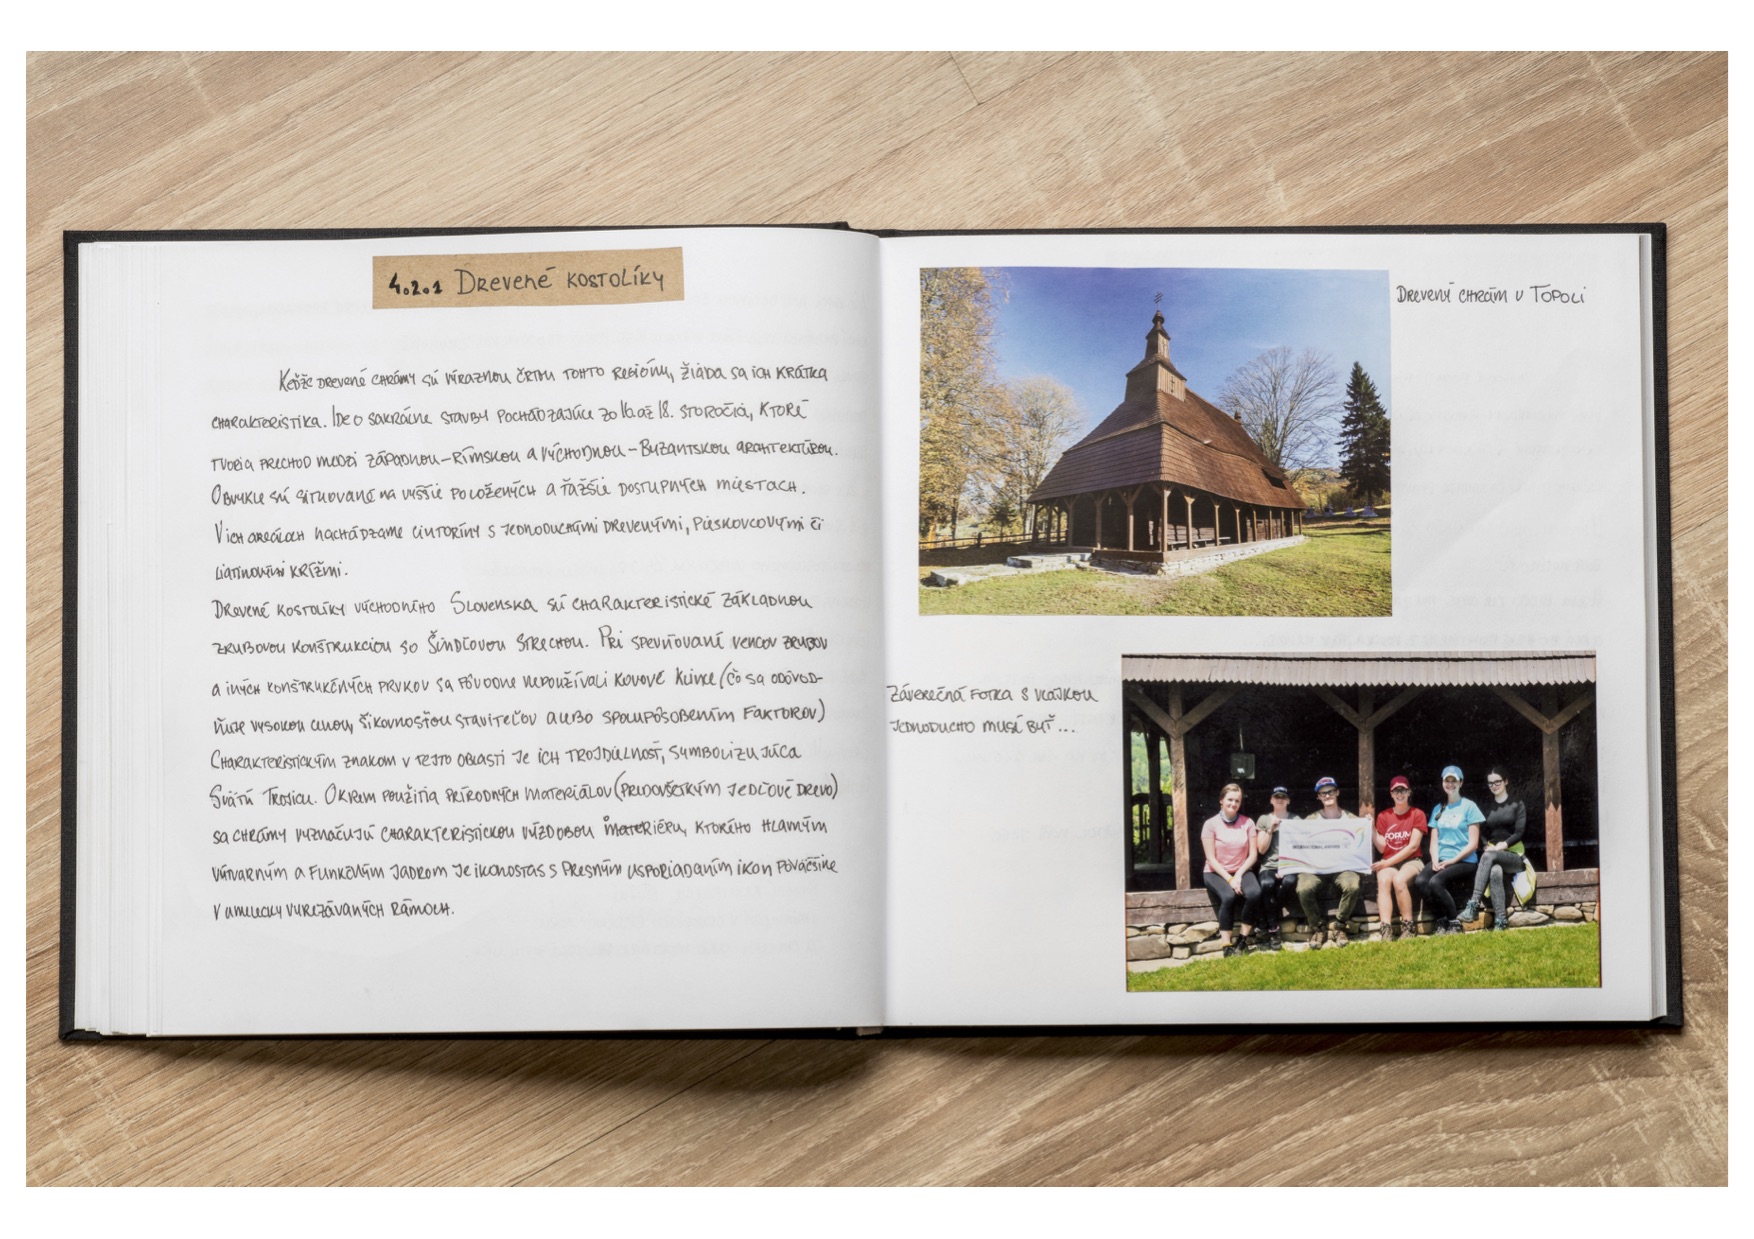 4.2.1 Drevené kostolíky
Keďže drevené chrámy sú výraznou črtou tohto regiónu, žiada sa ich krátka
charakteristika. Ide o sakrálne stavby pochádzajúce zo 16. až 18. storočia, ktoré
tvoria prechod medzi západnou-rímskou a východnou-byzantskou architektúrou.
Obvykle sú situované na vyššie položených a ťažšie dostupných miestach.
V ich areáloch nachádzame cintoríny s jednoduchými drevenými, pieskovcovými či
liatinovými krížmi.
Drevené kostolíky východného Slovenska sú charakteristické základnou
zrubovou konštrukciou so šindľovou strechou. Pri spevňovaní vencov zrubov
a iných konštrukčných prvkov sa pôvodne nepoužívali kovové klince (čo sa odôvod-
ňuje vysokou cenou, šikovnosťou staviteľov alebo spolupôsobením faktorov)
Charakteristickým znakom v tejto oblasti je ich trojdielnosť, symbolizujúca
Svätú Trojicu. Okrem použitia prírodných materiálov (predovšetkým jedľové drevo)
sa chrámy vyznačujú charakteristickou výzdobou interiéru, ktorého hlavným
výtvarným a funkčným jadrom je ikonostas s presným usporiadaním ikon poväčšine
v umelecky vyrezávaných rámoch.
Drevený chrám v Topoli
Záverečná fotka s vlajkou
jednoducho musí byť...
FORUM
INTERNATIONAL AWARD